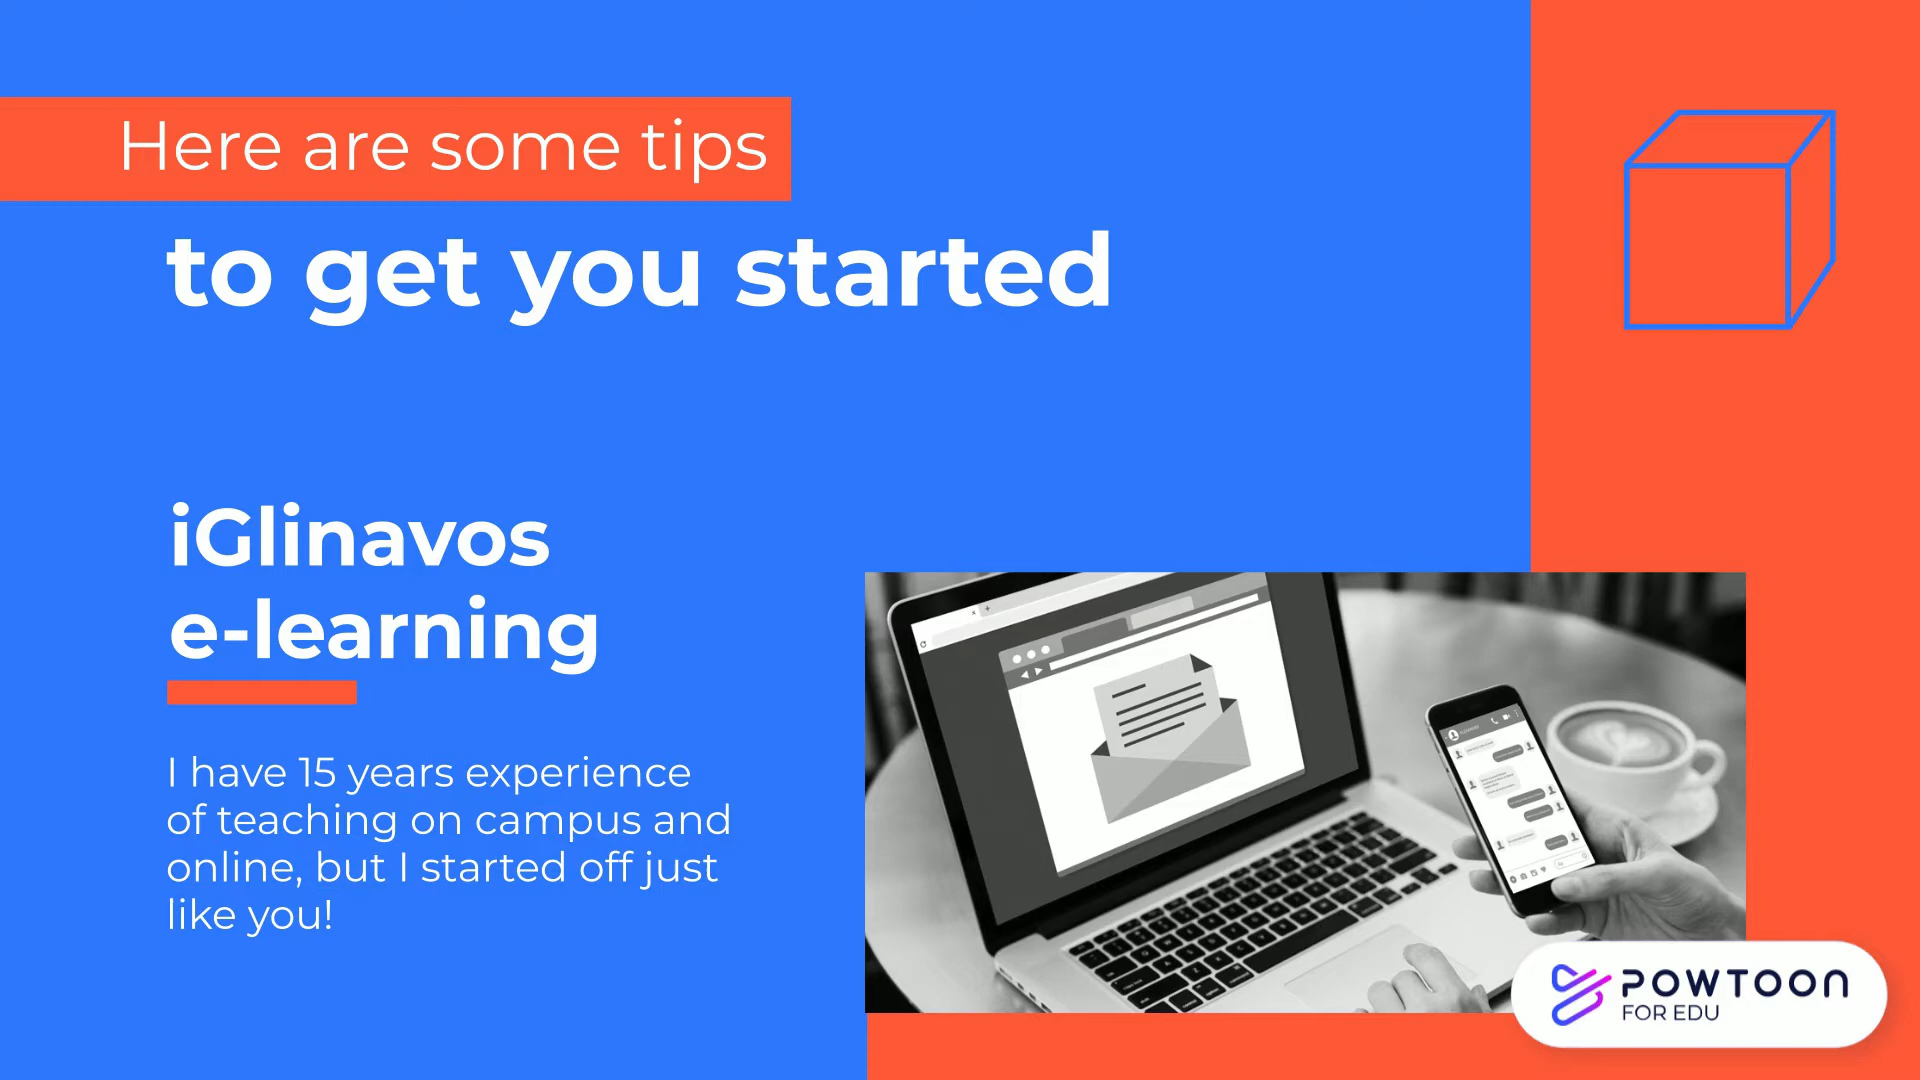 Here are some tips
to get you started
iGlinavos
e-learning
I have 15 years experience
of teaching on campus and
online, but I started off just
like you!
POWTOON
FOR EDU